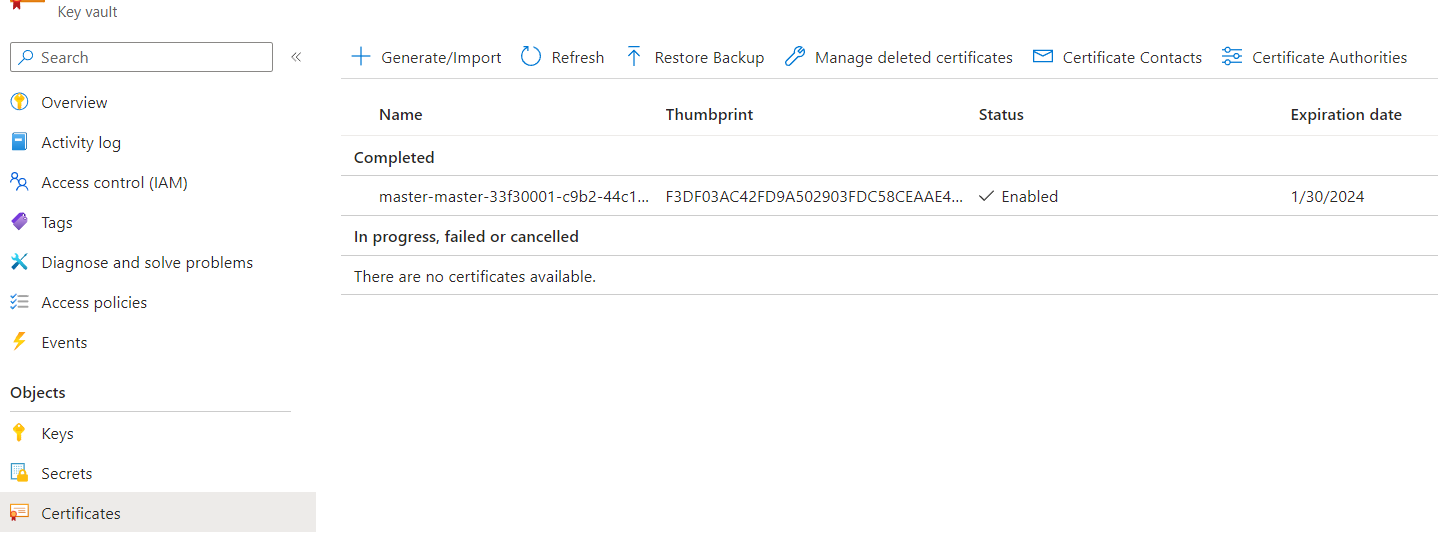 Key vault
Search «
Overview
Activity log
Access control (IAM)
Tags
Diagnose and solve problems
Access policies
Events
Objects
Keys
Secrets
Certificates
Generate/Import Refresh Restore Backup Manage deleted certificates Certificate Contacts Certificate Authorities
Name Thumbprint Status Expiration date
Completed
master-master-33f30001-c9b2-44c1... F3DF03AC42FD9A502903FDC58CEAAE4... Enabled 1/30/2024
In progress, failed or cancelled
There are no certificates available.